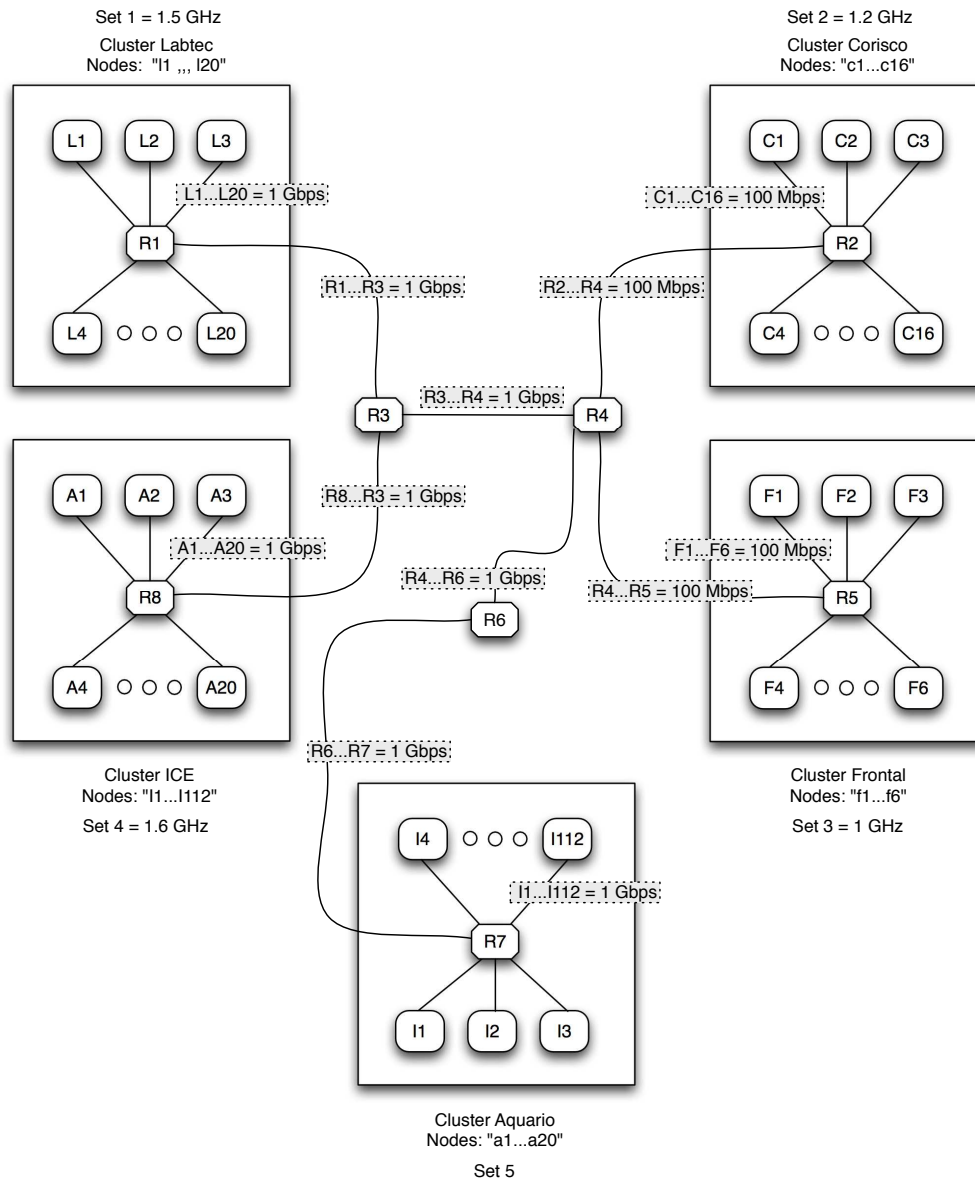 Set 1 = 1.5 GHz
Cluster Labtec
Nodes: "l1 ,,, l20"
L1
L2
L3
L1...L20 = 1 Gbps
R1
L4
L20
Set 2 = 1.2 GHz
Cluster Corisco
Nodes: "c1...c16"
C1
C2
C3
C1...C16 = 100 Mbps
R2
C4
C16
R1...R3 = 1 Gbps
R2...R4 = 100 Mbps
R3
R3...R4 = 1 Gbps
R4
A1
A2
A3
R8...R3 = 1 Gbps
A1...A20 = 1 Gbps
R8
A4
A20
Cluster ICE
Nodes: "I1...I112"
Set 4 = 1.6 GHz
R4...R6 = 1 Gbps
R4...R5 = 100 Mbps
R6
F1
F2
F3
F1...F6 = 100 Mbps
R5
F4
F6
Cluster Frontal
Nodes: "f1...f6"
Set 3 = 1 GHz
R6...R7 = 1 Gbps
I4
I112
I1...I112 = 1 Gbps
R7
I1
I2
I3
Cluster Aquario
Nodes: "a1...a20"
Set 5